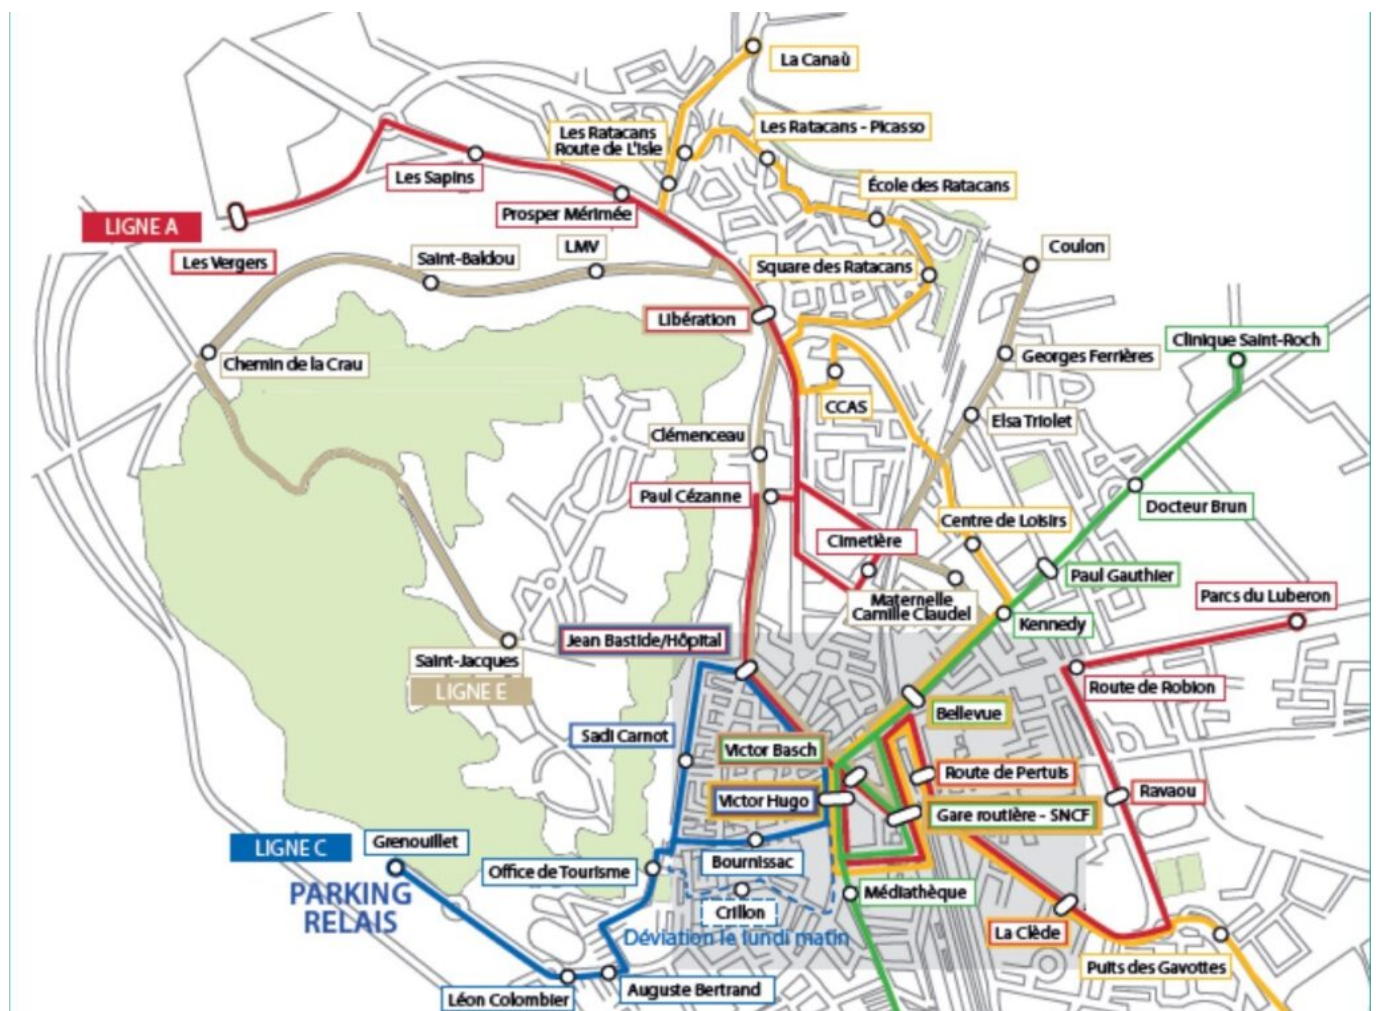 La Canaù
Les Ratacans
Route de L'Isle
Les Ratacans - Picasso
Les Sapins
École des Ratacans
Prosper Mérimée
LIGNE A
Les Vergers
Saint-Baldou
LMV
Coulon
Square des Ratacans
Libération
Clinique Saint-Roch
Chemin de la Crau
Georges Ferrières
CCAS
Elsa Triolet
Clémenceau
Paul Cézanne
Docteur Brun
Centre de Loisirs
Cimetière
Paul Gauthier
Parcs du Luberon
Maternelle
Camille Claudel
Kennedy
Jean Bastide/Hôpital
Saint-Jacques
LIGNE E
Route de Robion
Bellevue
Sadi Carnot
Victor Basch
Route de Pertuis
Ravaou
Victor Hugo
Gare routière - SNCF
LIGNE C
Grenouillet
PARKING
RELAIS
Office de Tourisme
Bournissac
Médiathèque
Crillon
Déviation le lundi matin
La Clède
Puits des Gavottes
Léon Colombier
Auguste Bertrand